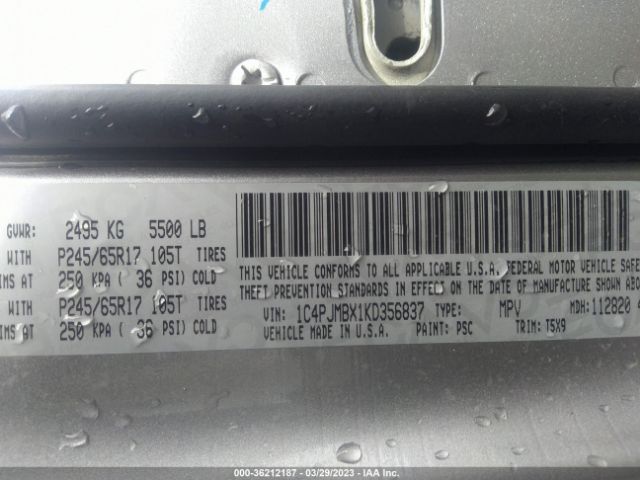 GVWR: 2495 KG 5500 LB
WITH P245/65R17 105T TIRES
IMS AT 250 KPA ( 36 PSI) COLD
WITH P245/65R17 105T TIRES
IMS AT 250 KPA ( 36 PSI) COLD
THIS VEHICLE CONFORMS TO ALL APPLICABLE U.S.A. FEDERAL MOTOR VEHICLE SAFE
THEFT PREVENTION STANDARDS IN EFFECT ON THE DATE OF MANUFACTURE SHOWN ABO
VIN: 1C4PJMBX1KD356837 TYPE: MPV MDH: 112820
VEHICLE MADE IN U.S.A. PAINT: PSC TRIM: T5X9
000-36212187 - 03/29/2023 - IAA Inc.